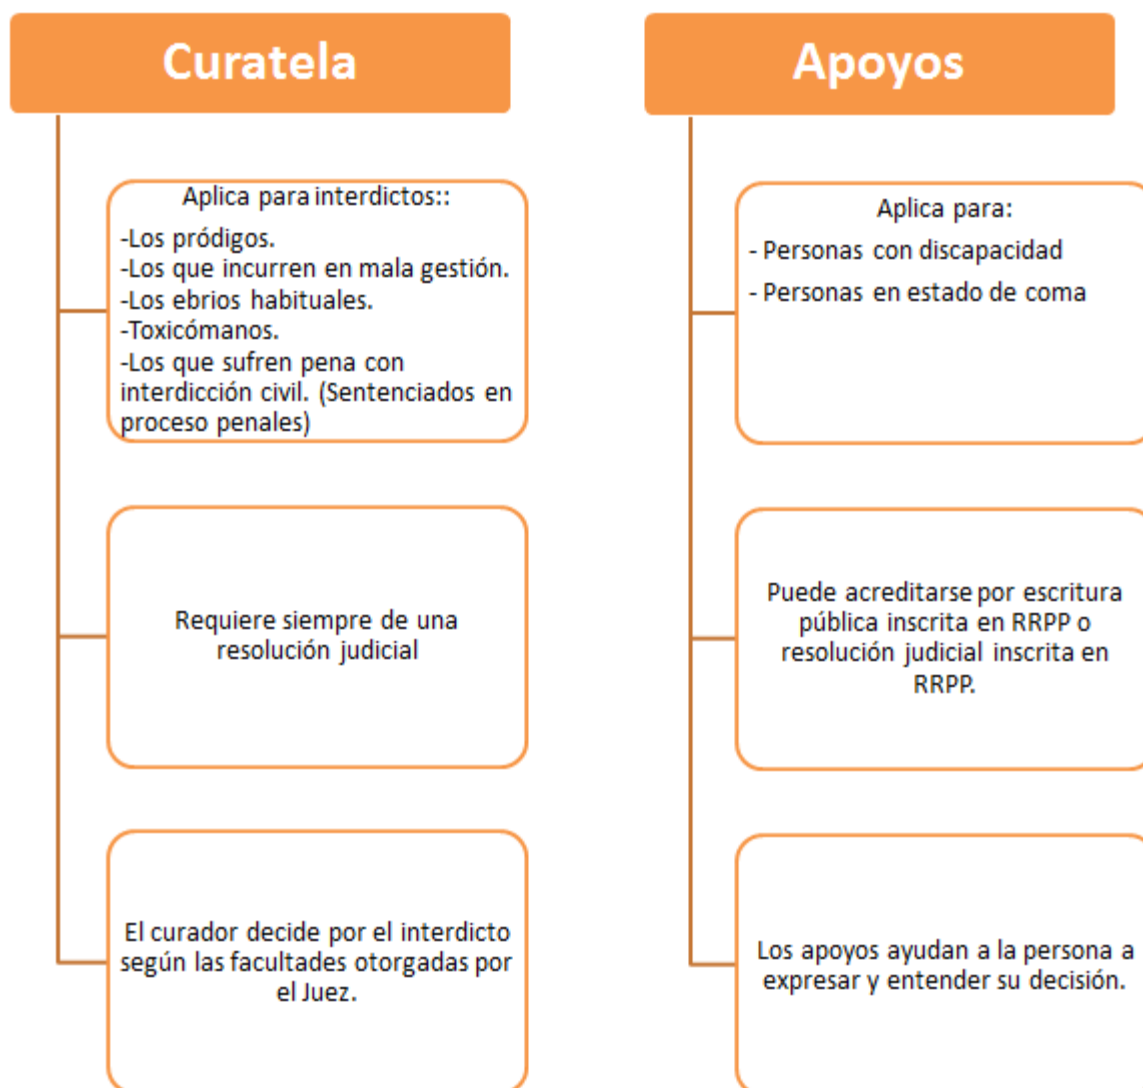 Curatela
Aplica para interdictos::
-Los pródigos.
-Los que incurren en mala gestión.
-Los ebrios habituales.
-Toxicómanos.
-Los que sufren pena con
interdicción civil. (Sentenciados en
proceso penales)
Requiere siempre de una
resolución judicial
El curador decide por el interdicto
según las facultades otorgadas por
el Juez.
Apoyos
Aplica para:
- Personas con discapacidad
- Personas en estado de coma
Puede acreditarse por escritura
pública inscrita en RRPP o
resolución judicial inscrita en
RRPP.
Los apoyos ayudan a la persona a
expresar y entender su decisión.